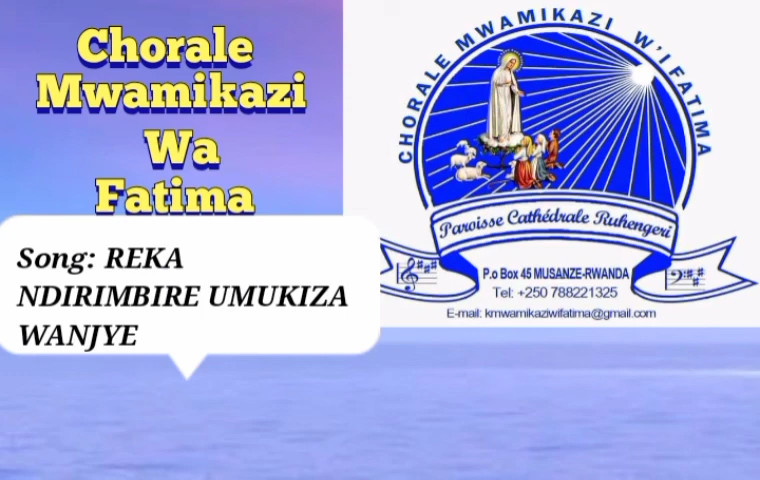 Chorale
Mwamikazi
Wa
Fatima
Song: REKA
NDIRIMBIRE UMUKIZA
WANJYE
CHORALE MWAMIKAZI W'IFATIMA
Paroisse Cathédrale Ruhengeri
P.o Box 45 MUSANZE-RWANDA
Tel: +250 788221325
E-mail: kmwamikaziwifatima@gmail.com